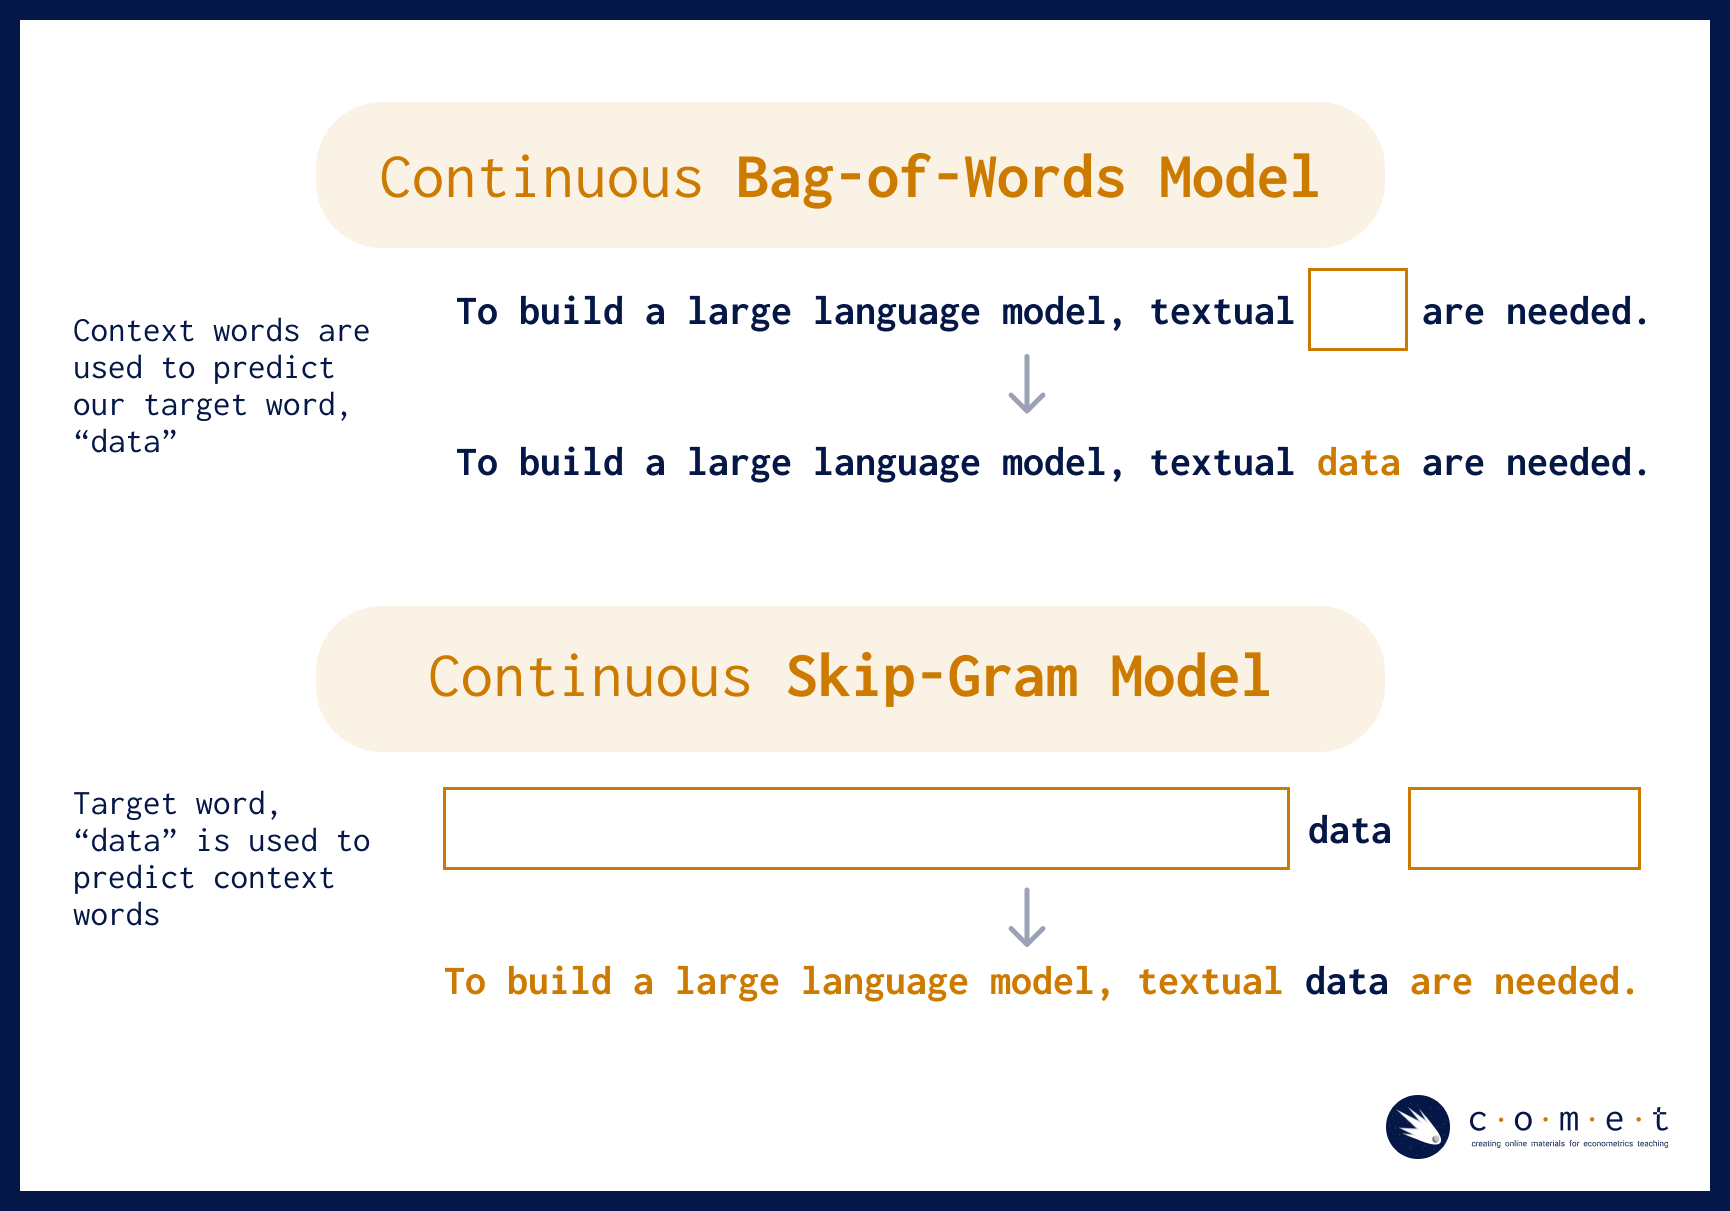 Continuous Bag-of-Words Model
To build a large language model, textual are needed.
Context words are
used to predict
our target word,
“data”
To build a large language model, textual data are needed.
Continuous Skip-Gram Model
Target word,
“data” is used to
predict context
words
data
To build a large language model, textual data are needed.
c·o·m·e·t
creating online materials for econometrics teaching